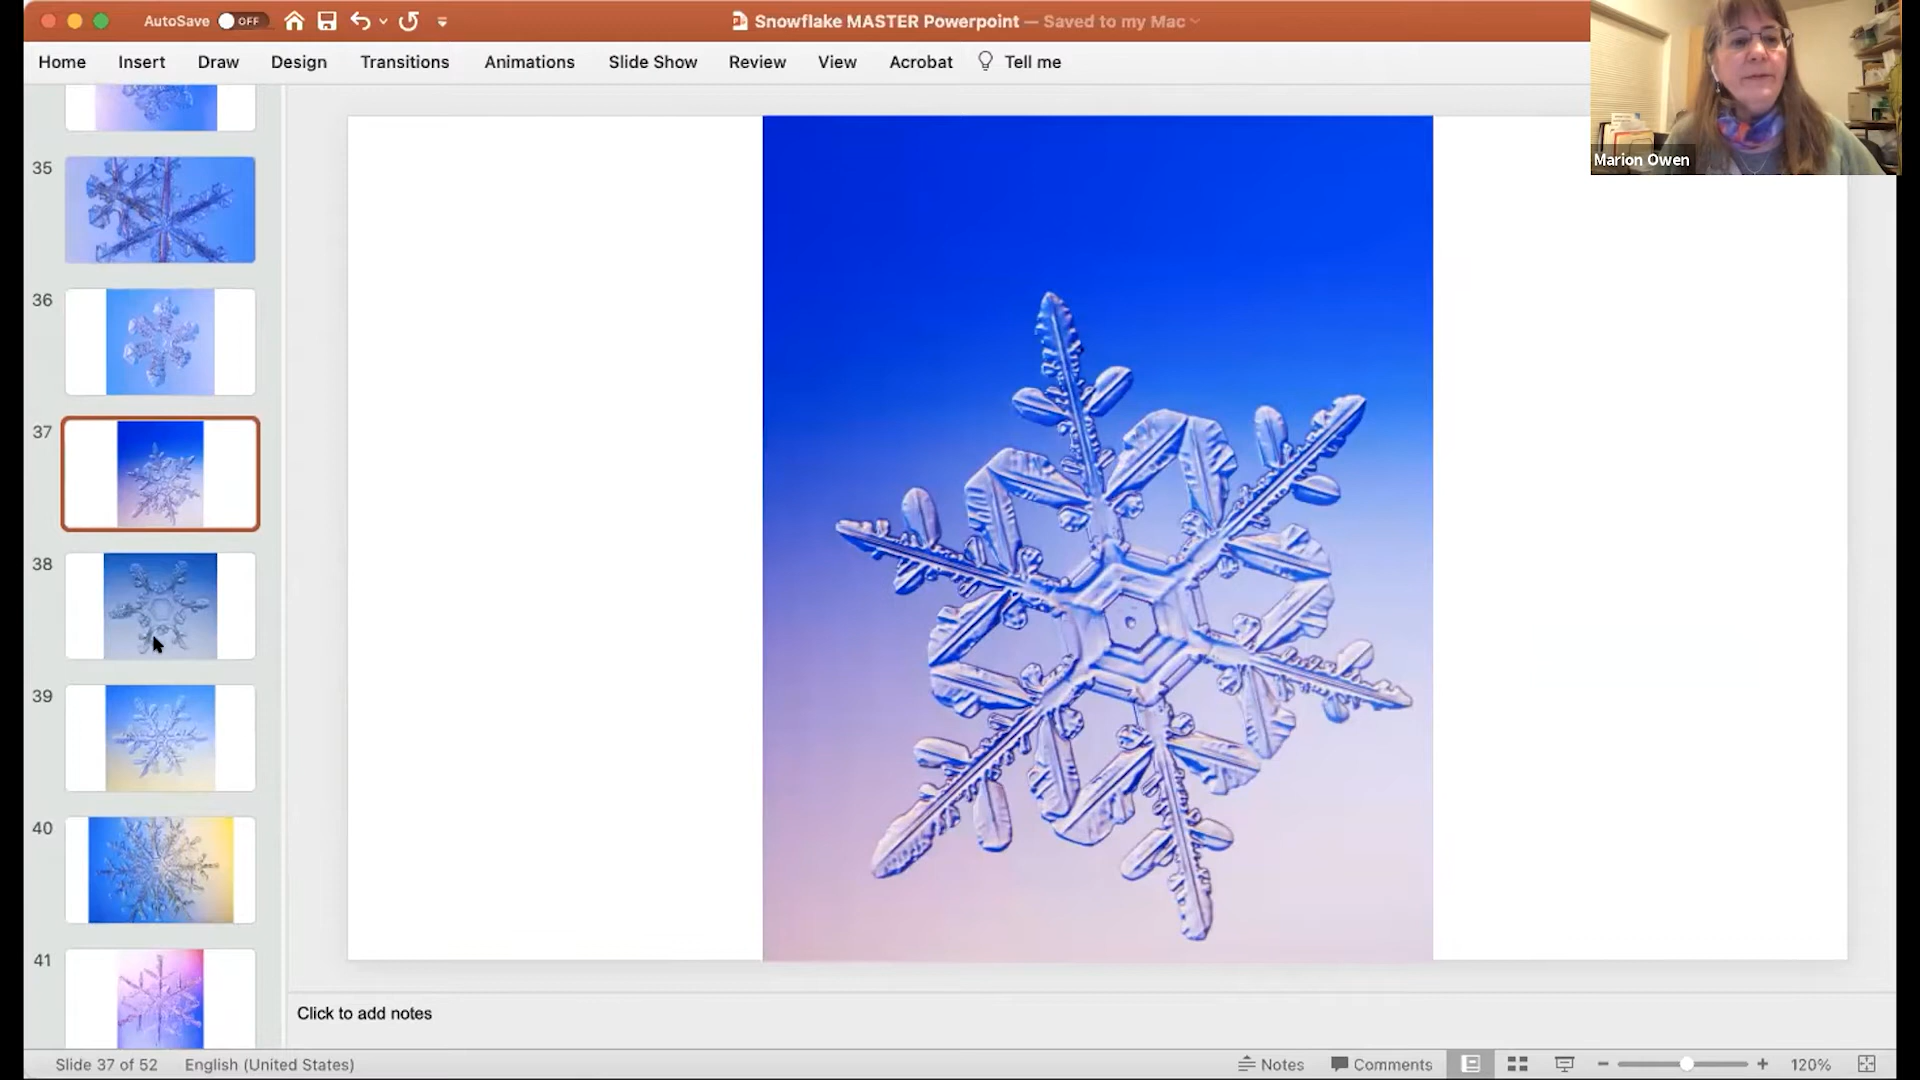 AutoSave OFF
Snowflake MASTER Powerpoint — Saved to my Mac
Home Insert Draw Design Transitions Animations Slide Show Review View Acrobat Tell me
Marion Owen
35
36
37
38
39
40
41
Click to add notes
Slide 37 of 52 English (United States) Notes Comments 120%